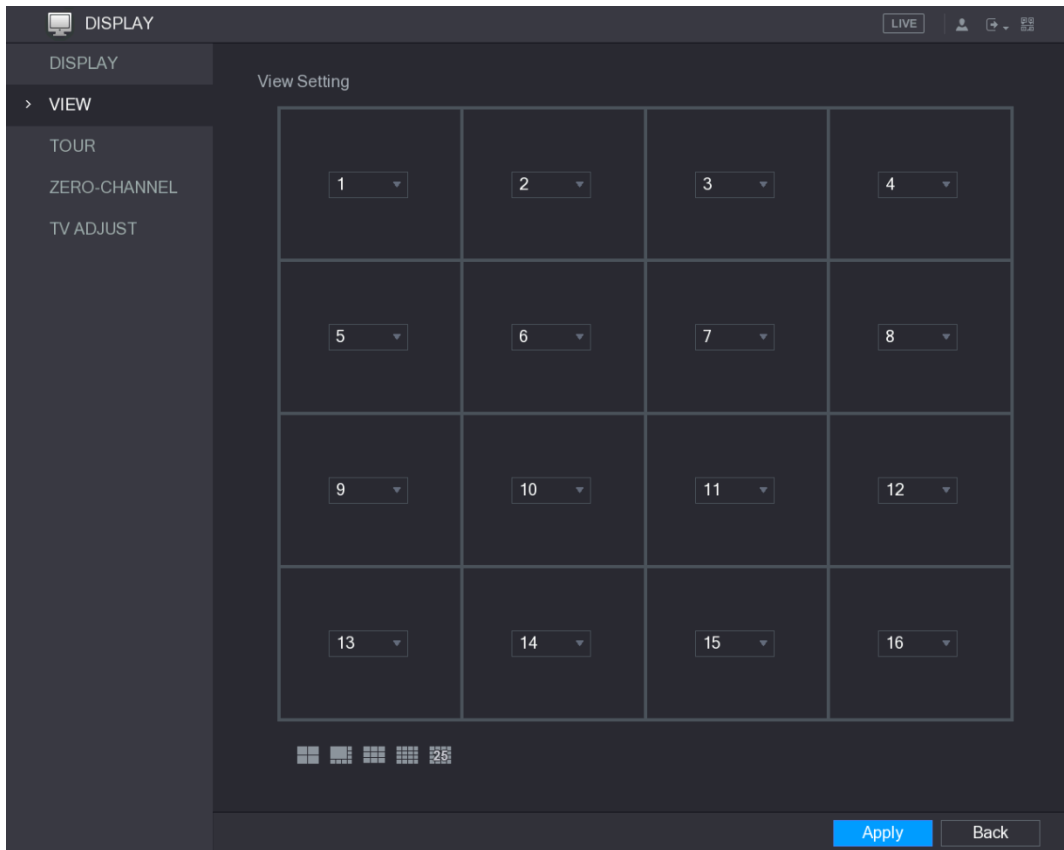 DISPLAY
LIVE
DISPLAY
VIEW
TOUR
ZERO-CHANNEL
TV ADJUST
View Setting
1
2
3
4
5
6
7
8
9
10
11
12
13
14
15
16
25
Apply
Back